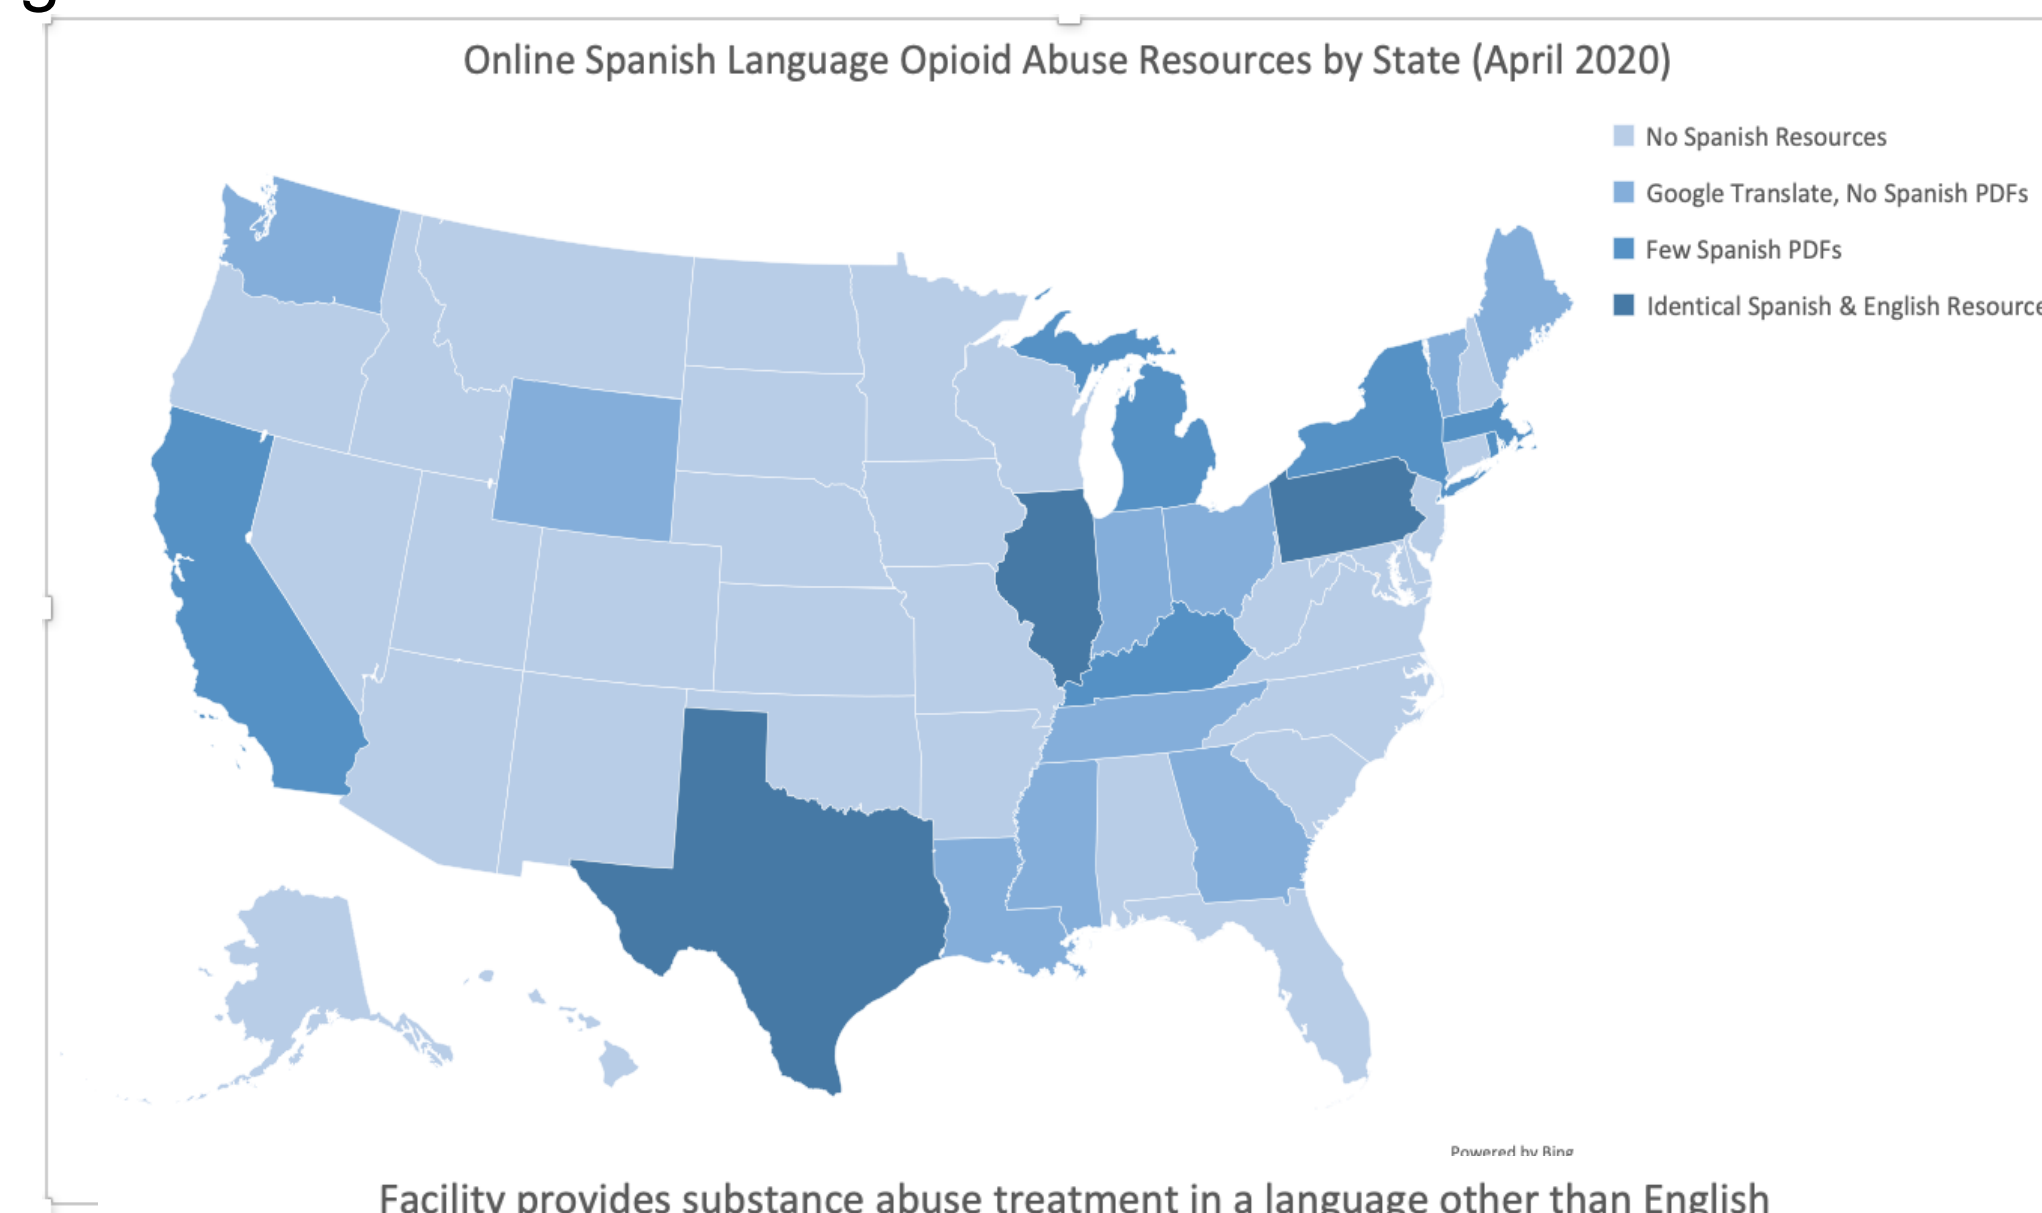 g
Online Spanish Language Opioid Abuse Resources by State (April 2020)
No Spanish Resources
Google Translate, No Spanish PDFs
Few Spanish PDFs
Identical Spanish & English Resource
Powered by Bing
Facility provides substance abuse treatment in a language other than English